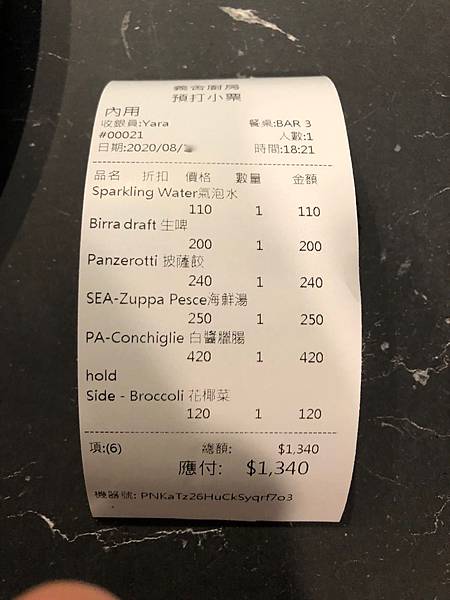 義舍廚房
預打小票
內用
收銀員:Yara 餐桌:BAR 3
#00021 人數:1
日期:2020/08/ 時間:18:21
品名 折扣 價格 數量 金額
Sparkling Water氣泡水
110 1 110
Birra draft 生啤
200 1 200
Panzerotti 披薩餃
240 1 240
SEA-Zuppa Pesce海鮮湯
250 1 250
PA-Conchiglie 白醬臘腸
420 1 420
hold
Side - Broccoli 花椰菜
120 1 120
項:(6) 總額: $1,340
應付: $1,340
機器號: PNKaTz26HuCkSyqrf7o3